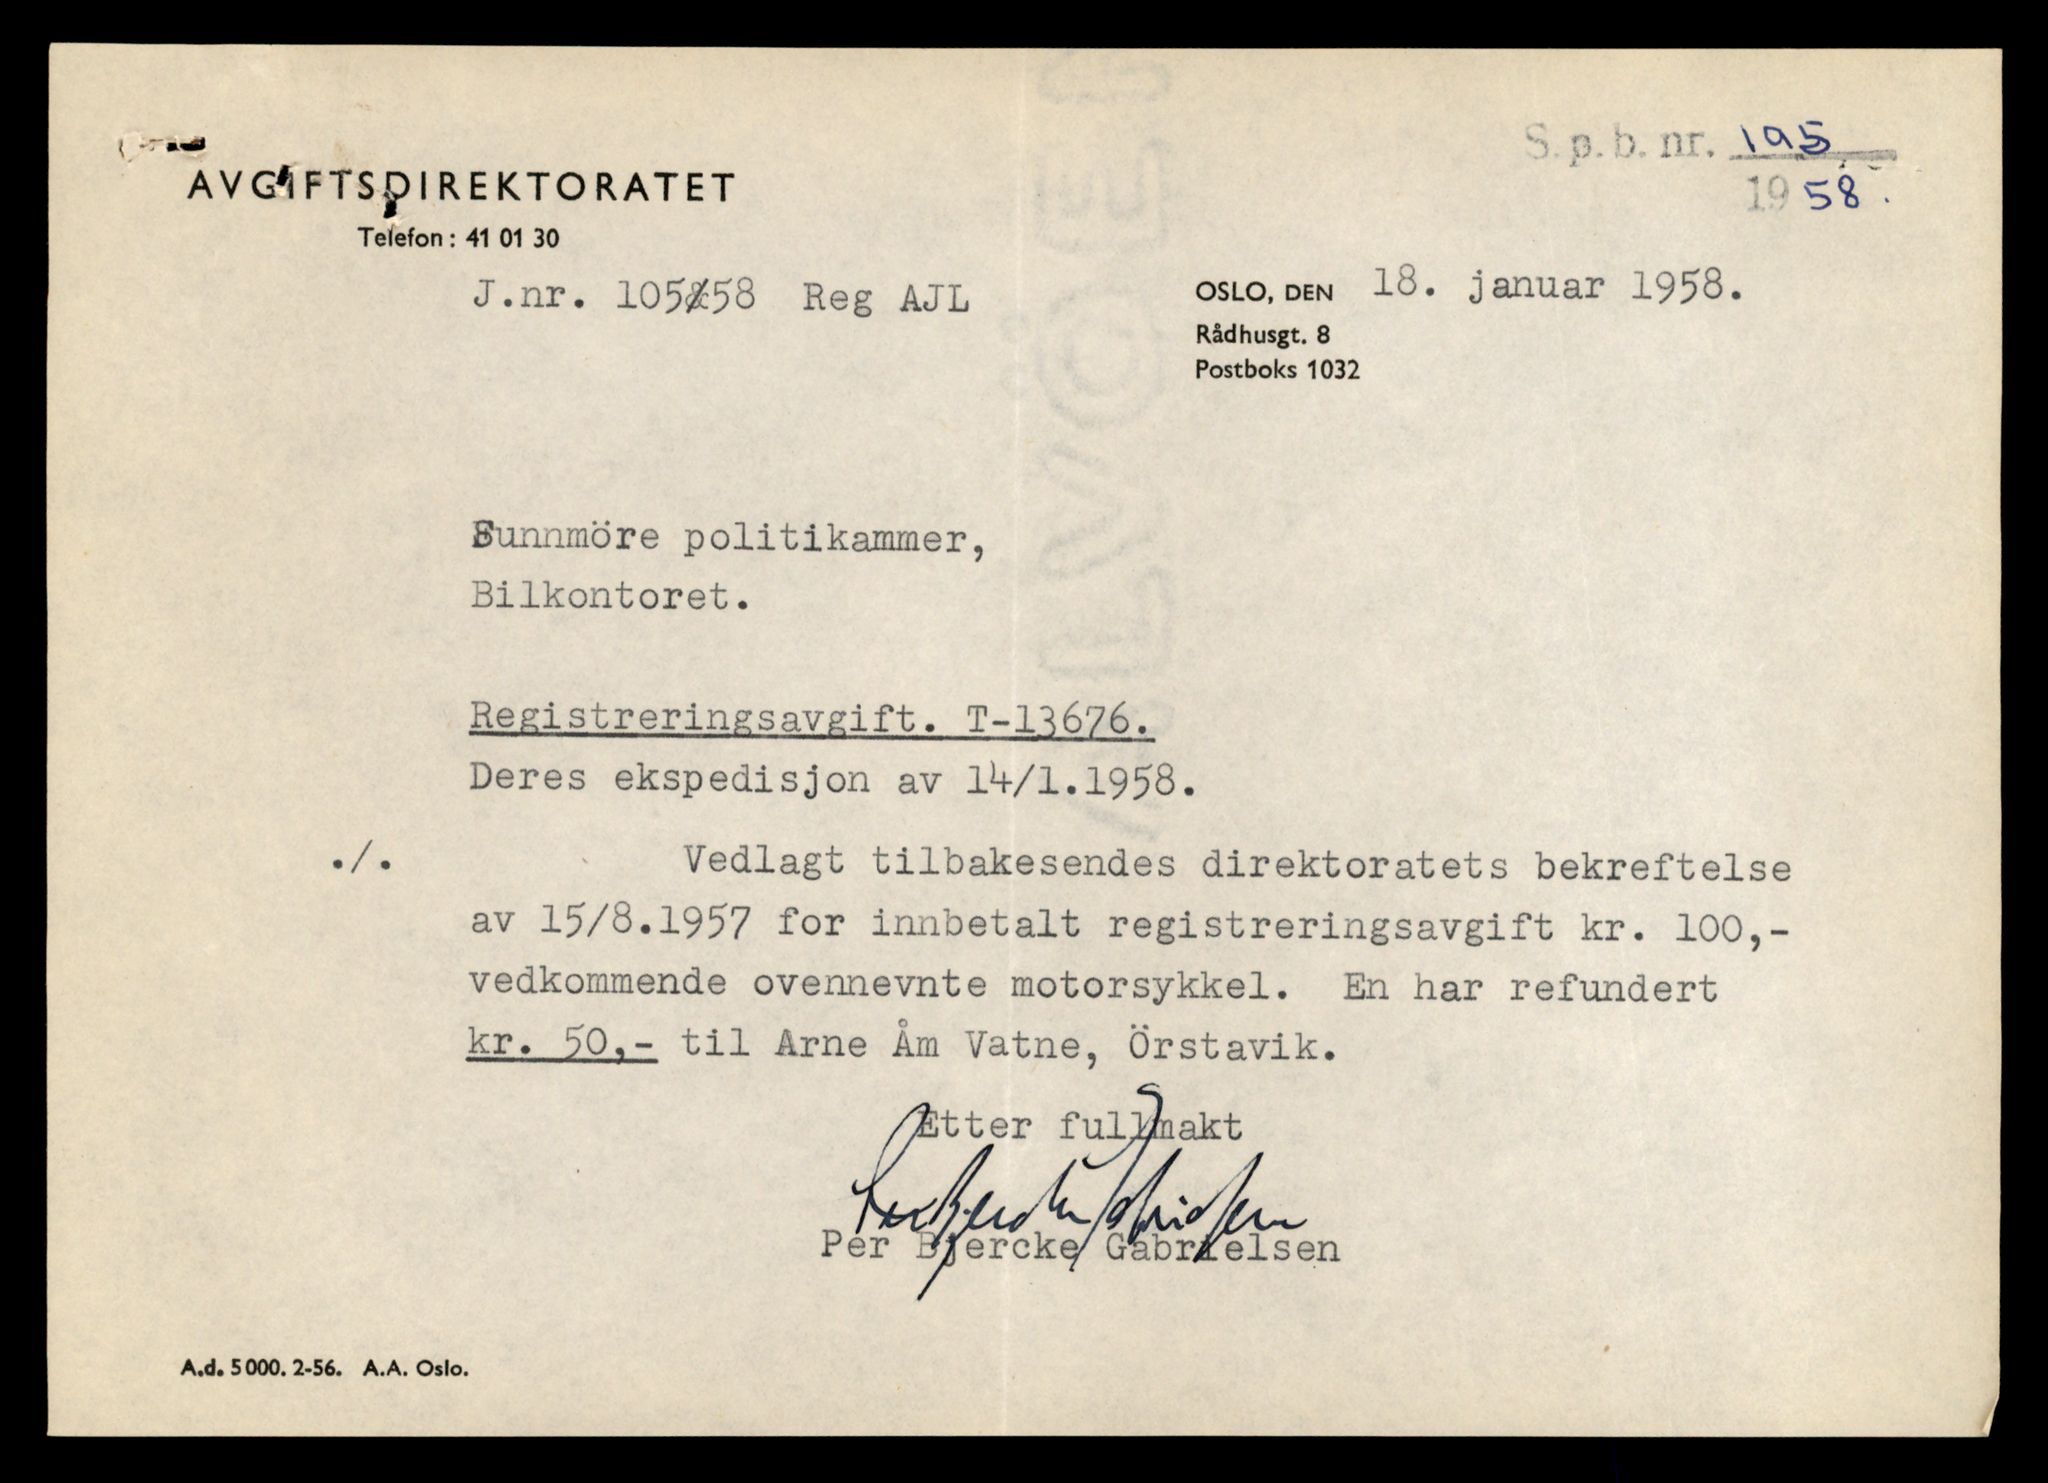 S.p.b. nr. 195
1958.
AVGIFTSDIREKTORATET
Telefon: 41 01 30
J.nr. 105/58 Reg AJL
OSLO, DEN 18. januar 1958.
Rådhusgt. 8
Postboks 1032
Sunnmöre politikammer,
Bilkontoret.
Registreringsavgift. T-13676.
Deres ekspedisjon av 14/1.1958.
./. Vedlagt tilbakesendes direktoratets bekreftelse
av 15/8.1957 for innbetalt registreringsavgift kr. 100,-
vedkommende ovennevnte motorsykkel. En har refundert
kr. 50,- til Arne Åm Vatne, Örstavik.
Etter fullmakt
Per Bjercke Gabrielsen
Per Bjercke Gabrielsen
A.d. 5000. 2-56. A.A. Oslo.